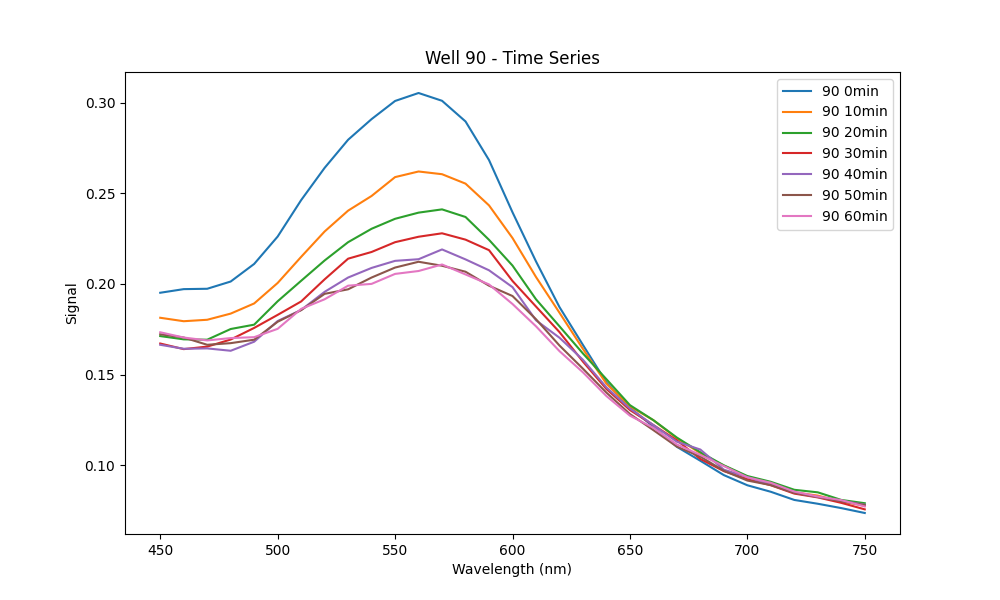 Well 90 - Time Series
90 0min
90 10min
90 20min
90 30min
90 40min
90 50min
90 60min
Signal
0.30
0.25
0.20
0.15
0.10
450 500 550 600 650 700 750
Wavelength (nm)